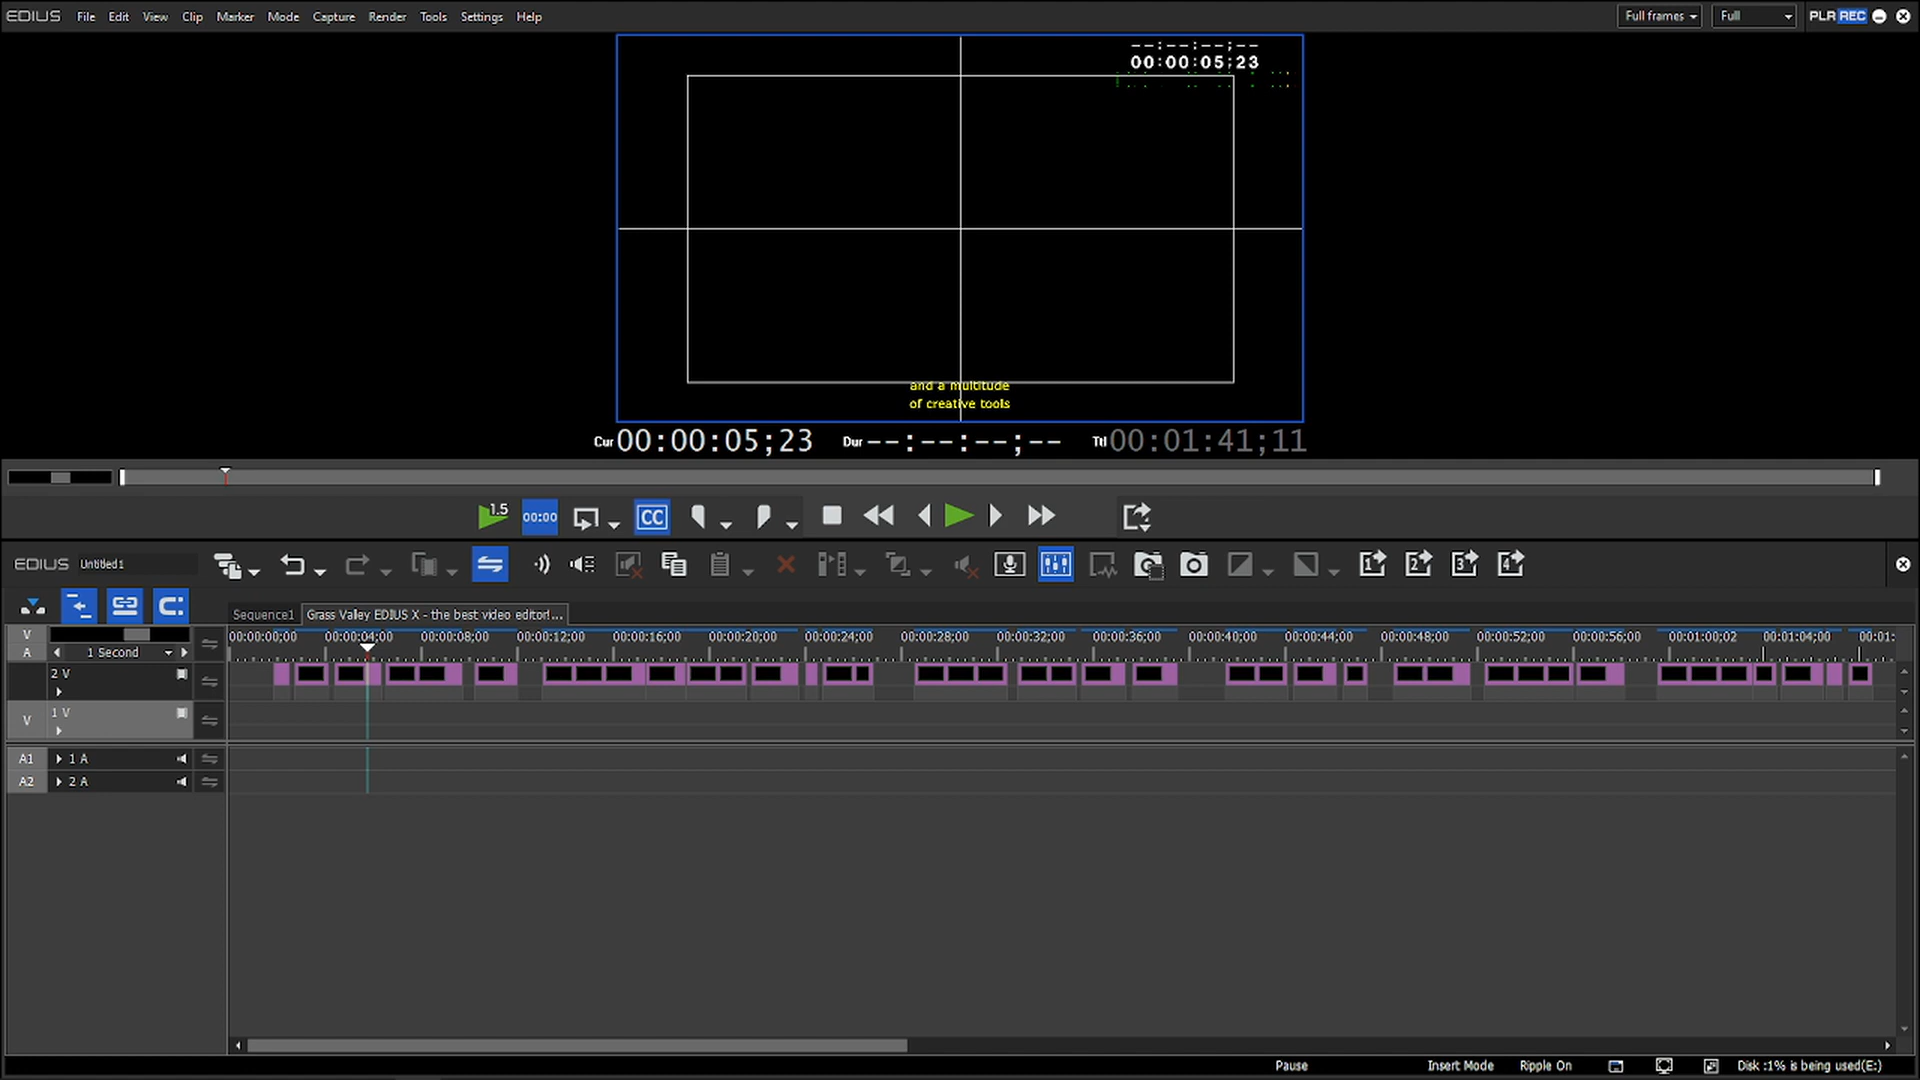 EDIUS File Edit View Clip Marker Mode Capture Render Tools Settings Help Full frames Full PLR REC
--:--:--;--
00:00:05;23
and a multitude
of creative tools
Cur 00:00:05;23 Dur --:--:--;-- Ttl 00:01:41;11
1.5 00:00 CC
EDIUS Untitled1 1 2 3 4
Sequence1 Grass Valley EDIUS X - the best video editor!...
V 00:00:00;00 00:00:04;00 00:00:08;00 00:00:12;00 00:00:16;00 00:00:20;00 00:00:24;00 00:00:28;00 00:00:32;00 00:00:36;00 00:00:40;00 00:00:44;00 00:00:48;00 00:00:52;00 00:00:56;00 00:01:00;02 00:01:04;00 00:01:
A 1 Second
2 V
V 1 V
A1 1 A
A2 2 A
Pause Insert Mode Ripple On Disk :1% is being used(E:)